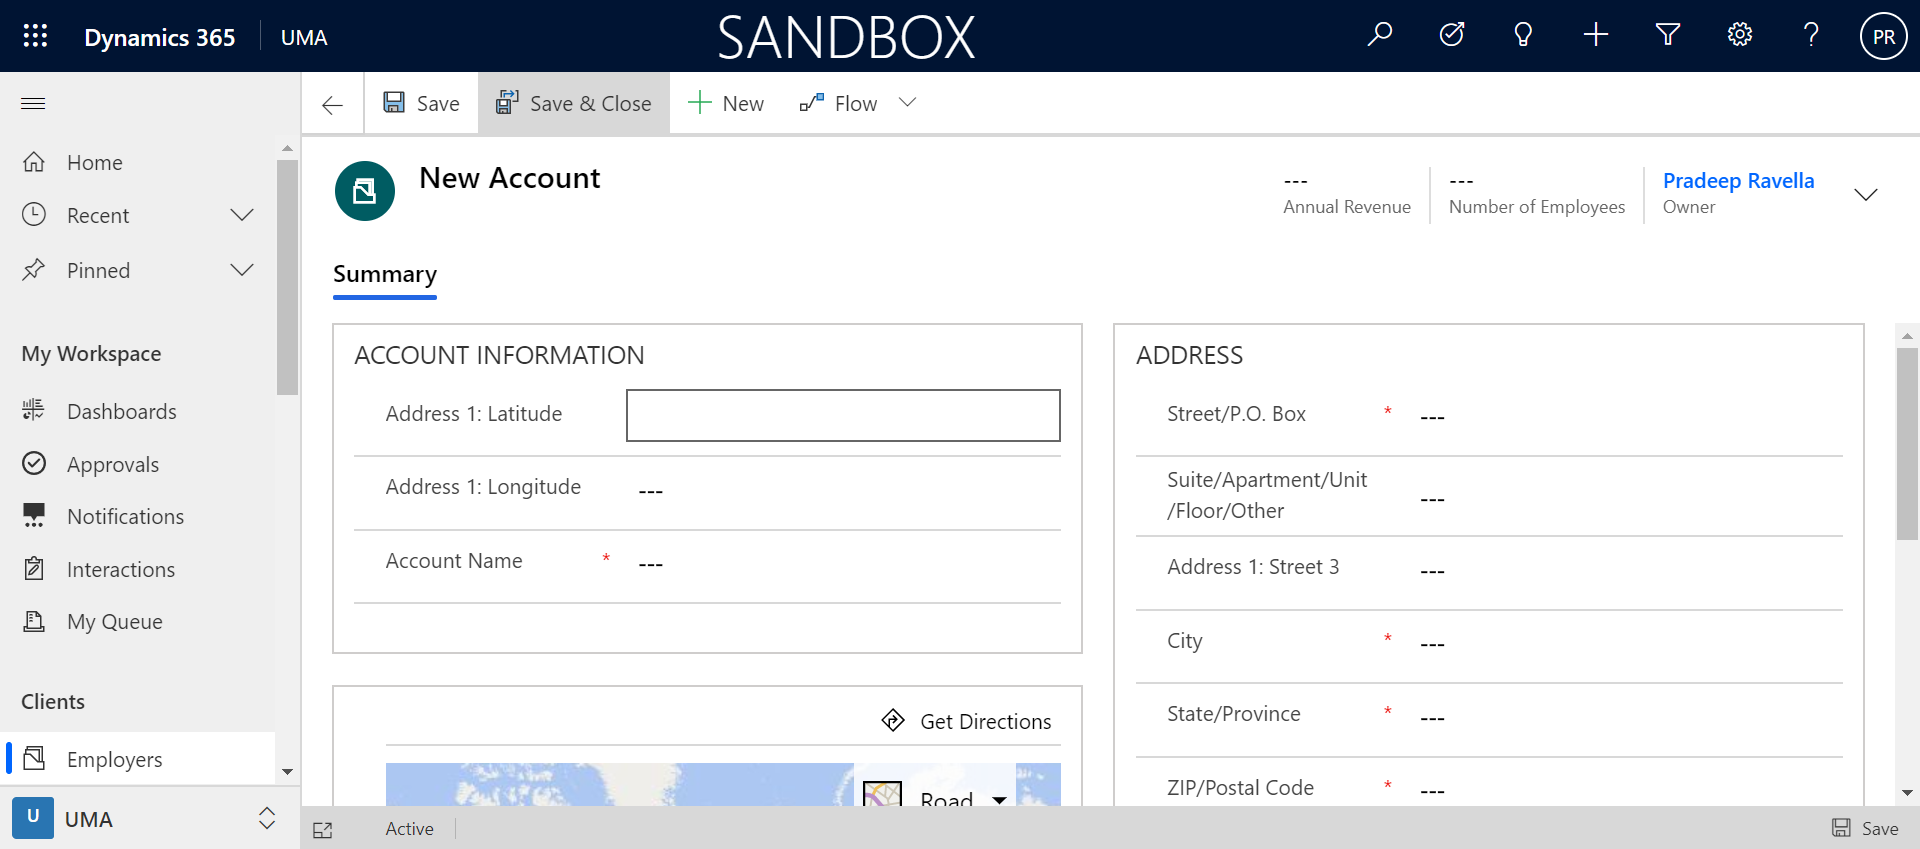 Dynamics 365
UMA
SANDBOX
PR
Save
Save & Close
New
Flow
Home
Recent
Pinned
My Workspace
Dashboards
Approvals
Notifications
Interactions
My Queue
Clients
Employers
U
UMA
New Account
---
Annual Revenue
---
Number of Employees
Pradeep Ravella
Owner
Summary
ACCOUNT INFORMATION
Address 1: Latitude
Address 1: Longitude
---
Account Name * ---
Get Directions
Road
ADDRESS
Street/P.O. Box * ---
Suite/Apartment/Unit
/Floor/Other
---
Address 1: Street 3 ---
City * ---
State/Province * ---
ZIP/Postal Code * ---
Active
Save